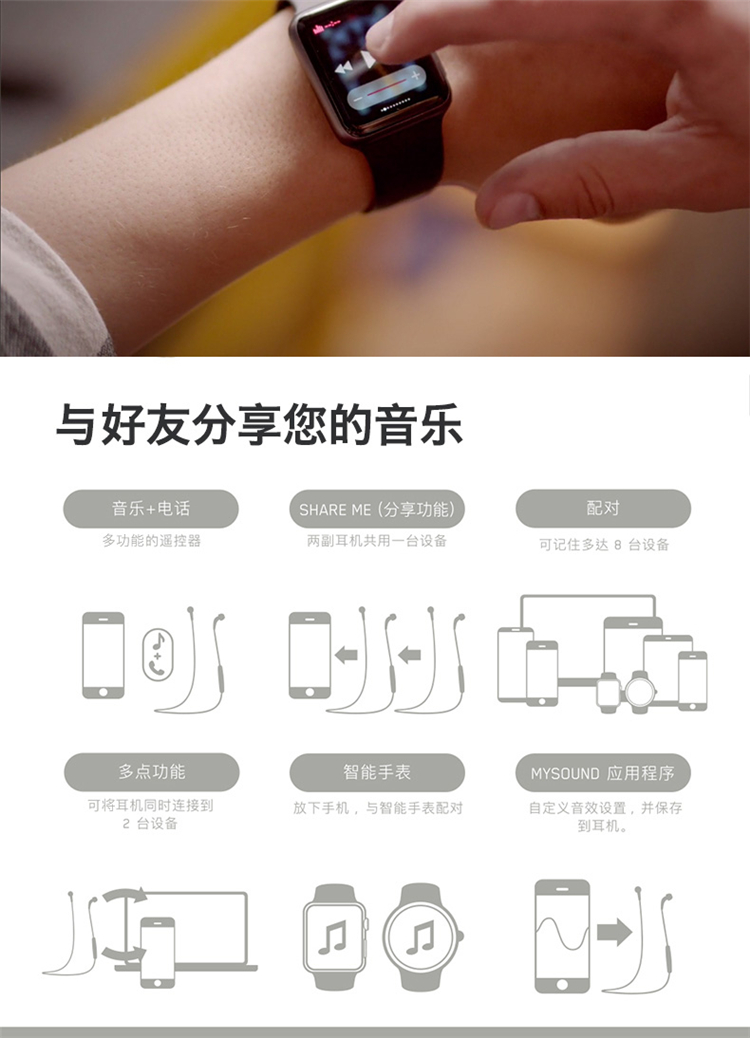 与好友分享您的音乐
音乐+电话
多功能的遥控器
SHARE ME (分享功能)
两副耳机共用一台设备
配对
可记住多达 8 台设备
多点功能
可将耳机同时连接到
2 台设备
智能手表
放下手机，与智能手表配对
MYSOUND 应用程序
自定义音效设置，并保存
到耳机。